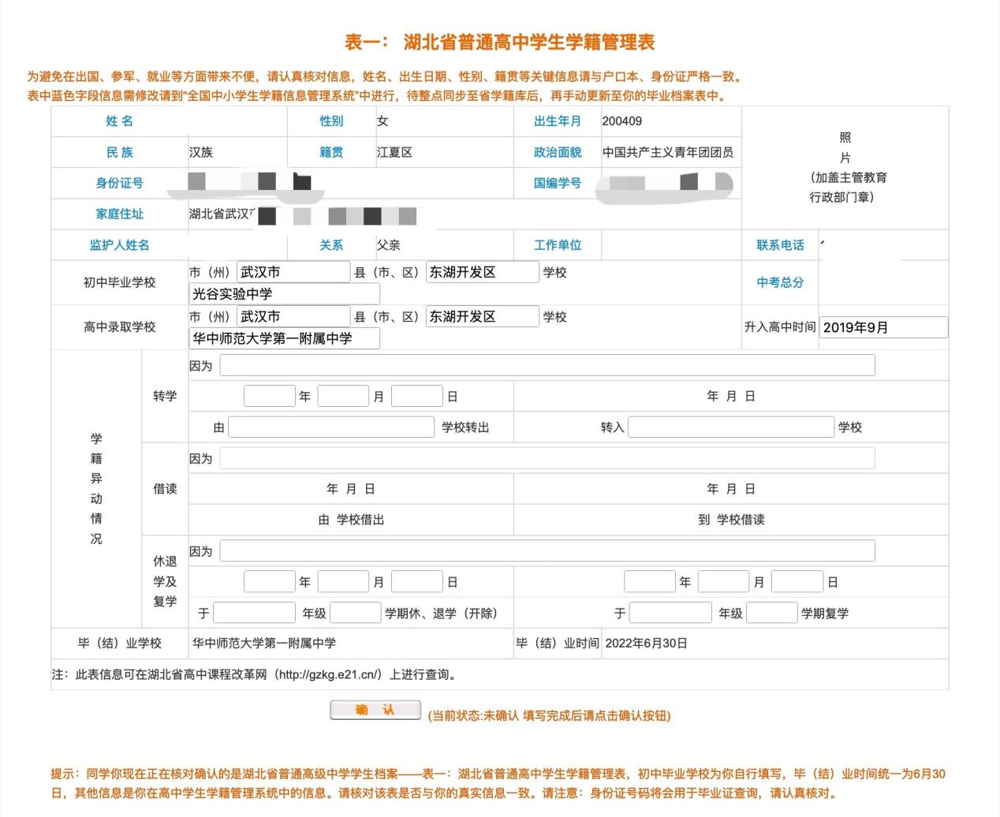 表一： 湖北省普通高中学生学籍管理表
为避免在出国、参军、就业等方面带来不便，请认真核对信息，姓名、出生日期、性别、籍贯等关键信息请与户口本、身份证严格一致。
表中蓝色字段信息需修改请到“全国中小学生学籍信息管理系统”中进行，待整点同步至省学籍库后，再手动更新至你的毕业档案表中。
姓 名 性别 女 出生年月 200409
民 族 汉族 籍贯 江夏区 政治面貌 中国共产主义青年团团员
照
片
(加盖主管教育
行政部门章）
身份证号 国编学号
家庭住址 湖北省武汉
监护人姓名 关系 父亲 工作单位 联系电话
初中毕业学校 市（州） 武汉市 县（市、区） 东湖开发区 学校
光谷实验中学
中考总分
高中录取学校 市（州） 武汉市 县（市、区） 东湖开发区 学校
华中师范大学第一附属中学
升入高中时间 2019年9月
学
籍
异
动
情
况
转学
因为
年 月 日 年 月 日
由 学校转出 转入 学校
借读
因为
年 月 日 年 月 日
由 学校借出 到 学校借读
休退
学及
复学
因为
年 月 日 年 月 日
于 年级 学期休、退学（开除） 于 年级 学期复学
毕（结）业学校 华中师范大学第一附属中学 毕（结）业时间 2022年6月30日
注：此表信息可在湖北省高中课程改革网（http://gzkg.e21.cn/）上进行查询。
确 认 (当前状态:未确认 填写完成后请点击确认按钮)
提示：同学你现在正在核对确认的是湖北省普通高级中学学生档案——表一：湖北省普通高中学生学籍管理表，初中毕业学校为你自行填写，毕（结）业时间统一为6月30
日，其他信息是你在高中学生学籍管理系统中的信息。请核对该表是否与你的真实信息一致。请注意：身份证号码将会用于毕业证查询，请认真核对。